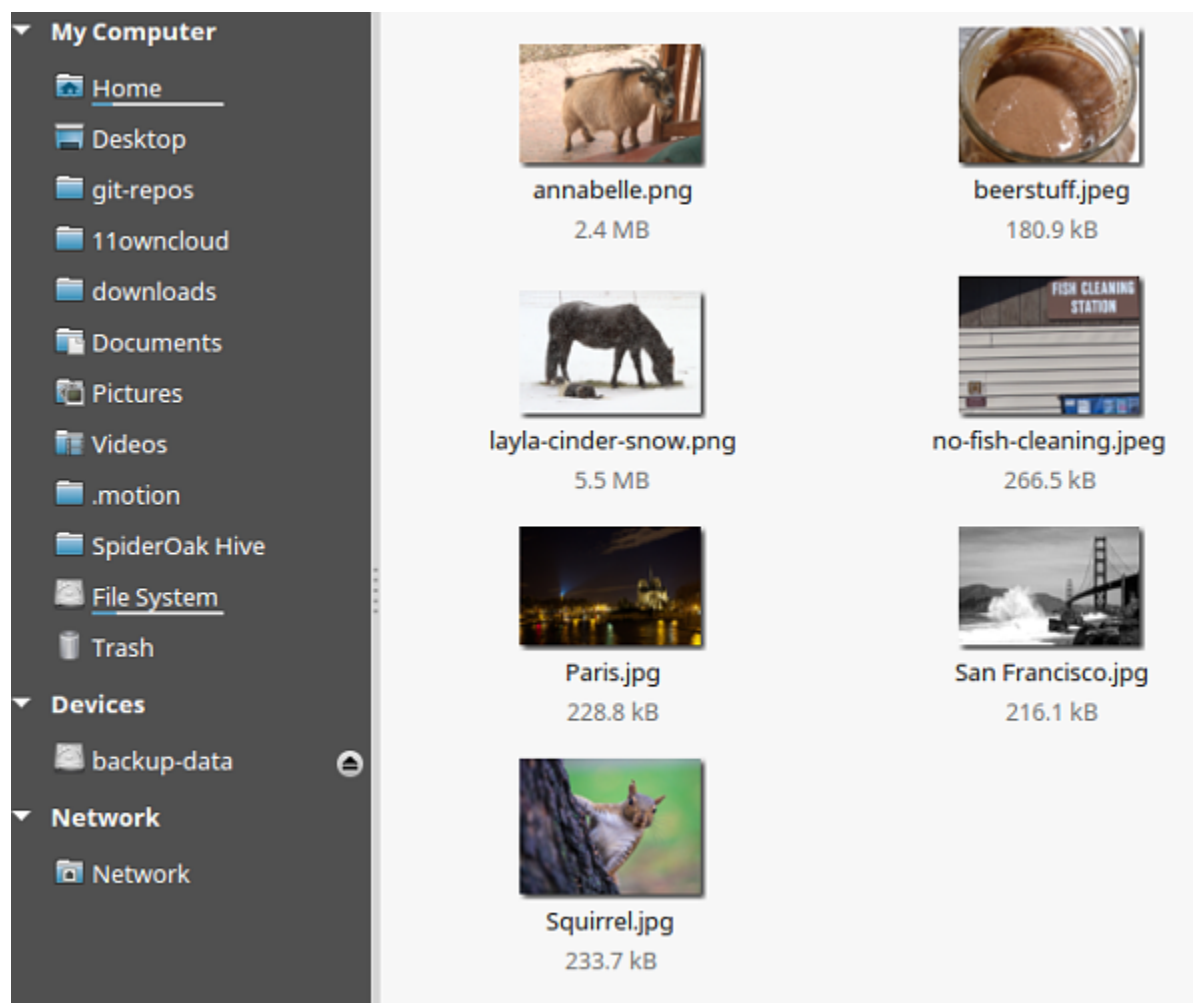 My Computer
Home
Desktop
git-repos
11owncloud
downloads
Documents
Pictures
Videos
.motion
SpiderOak Hive
File System
Trash
Devices
backup-data
Network
Network
annabelle.png
2.4 MB
beerstuff.jpeg
180.9 kB
FISH CLEANING
STATION
layla-cinder-snow.png
5.5 MB
no-fish-cleaning.jpeg
266.5 kB
Paris.jpg
228.8 kB
San Francisco.jpg
216.1 kB
Squirrel.jpg
233.7 kB